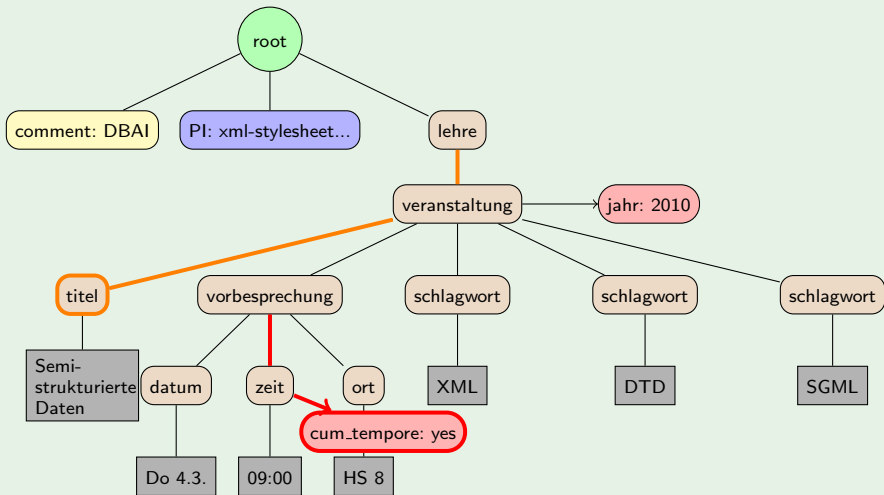 root
comment: DBAI
PI: xml-stylesheet...
lehre
veranstaltung
jahr: 2010
titel
vorbesprechung
schlagwort
schlagwort
schlagwort
Semi-
strukturierte
Daten
datum
zeit
ort
XML
DTD
SGML
cum_tempore: yes
Do 4.3.
09:00
HS 8